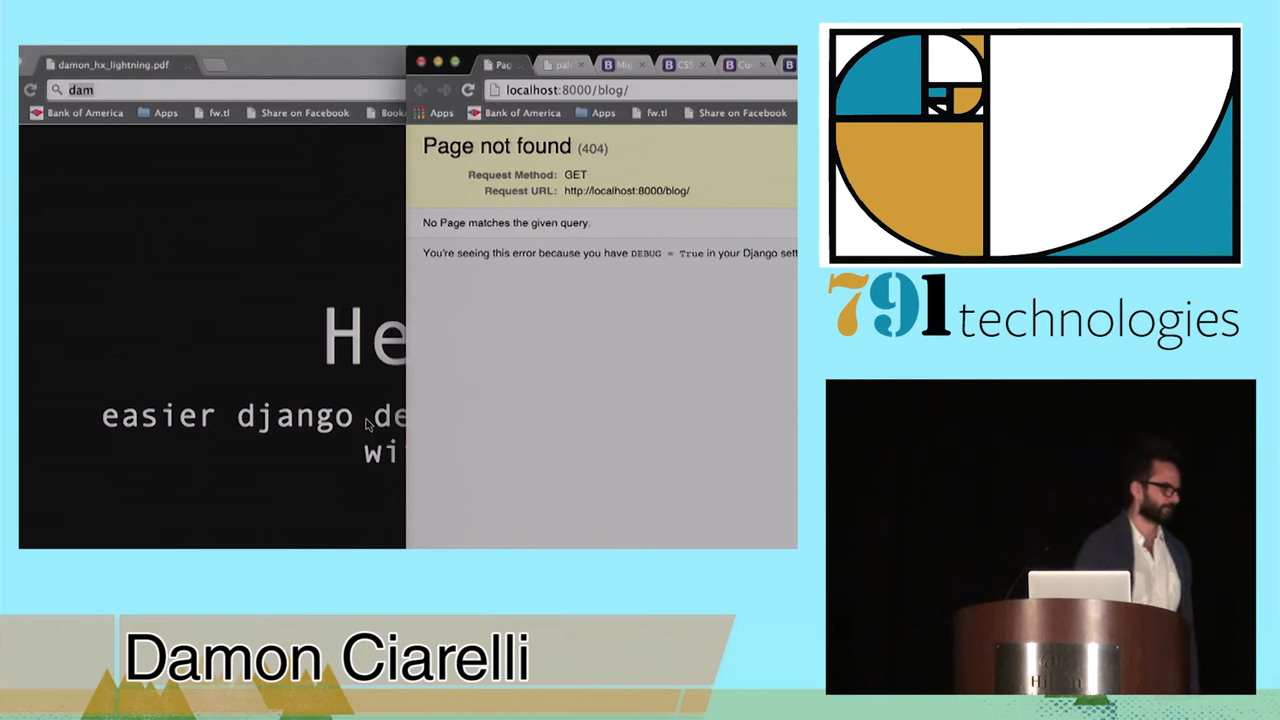 damon_hx_lightning.pdf
dam
Bank of America Apps fw.tl Share on Facebook
He
easier django de
wi
localhost:8000/blog/
Apps Bank of America Apps fw.tl Share on Facebook
Page not found (404)
Request Method: GET
Request URL: http://localhost:8000/blog/
No Page matches the given query.
You're seeing this error because you have DEBUG = True in your Django sett
791 technologies
Hilton
Damon Ciarelli